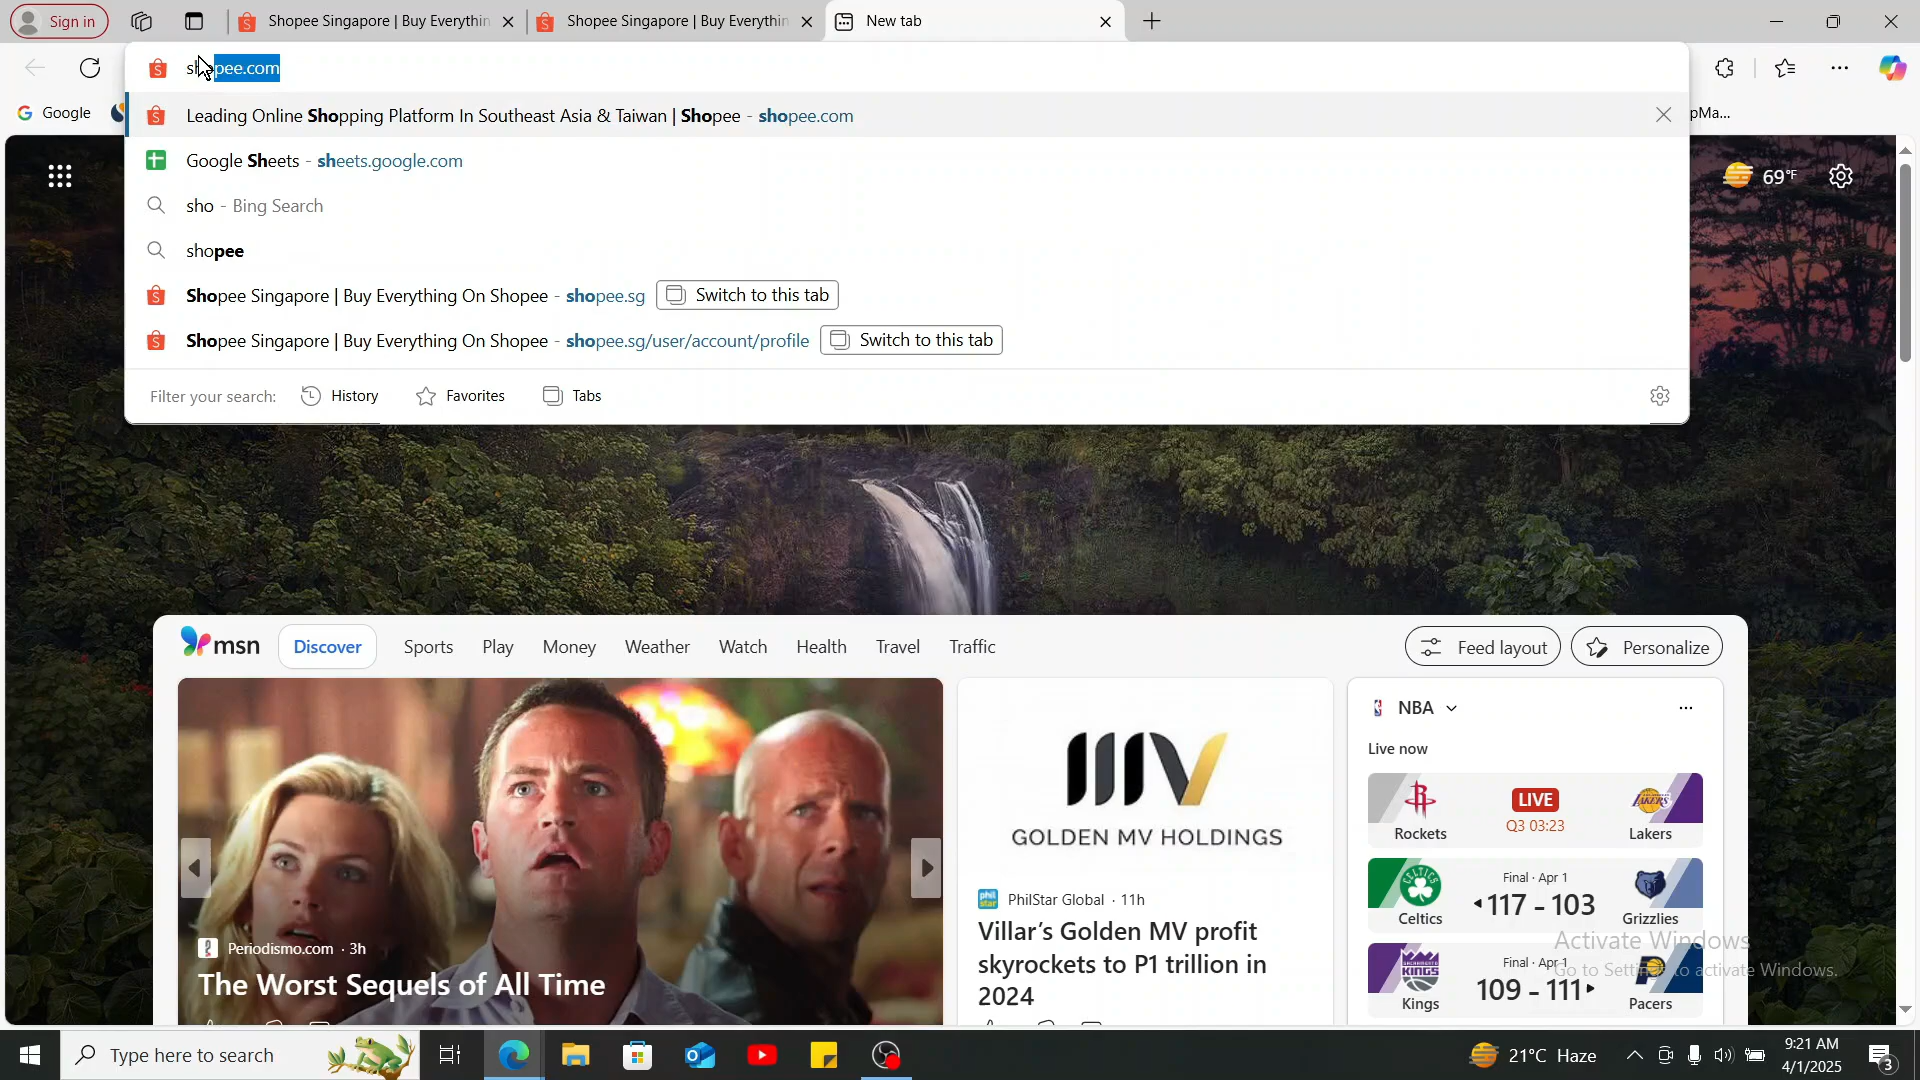 Sign in
Shopee Singapore | Buy Everythin
Shopee Singapore | Buy Everythin
New tab
shopee.com
Google
Leading Online Shopping Platform In Southeast Asia & Taiwan | Shopee - shopee.com
pMa...
Google Sheets - sheets.google.com
69°F
sho - Bing Search
shopee
Shopee Singapore | Buy Everything On Shopee - shopee.sg
Switch to this tab
Shopee Singapore | Buy Everything On Shopee - shopee.sg/user/account/profile
Switch to this tab
Filter your search:
History
Favorites
Tabs
msn
Discover
Sports
Play
Money
Weather
Watch
Health
Travel
Traffic
Feed layout
Personalize
Periodismo.com · 3h
The Worst Sequels of All Time
MV
GOLDEN MV HOLDINGS
phil
star
PhilStar Global · 11h
Villar's Golden MV profit
skyrockets to P1 trillion in
2024
NBA
Live now
LIVE
Q3 03:23
LAKERS
Rockets
Lakers
Final · Apr 1
117 - 103
Celtics
Grizzlies
Final · Apr 1
109 - 111
KINGS
Kings
Pacers
Activate Windows
Go to Settings to activate Windows.
Type here to search
21°C Haze
9:21 AM
4/1/2025
3